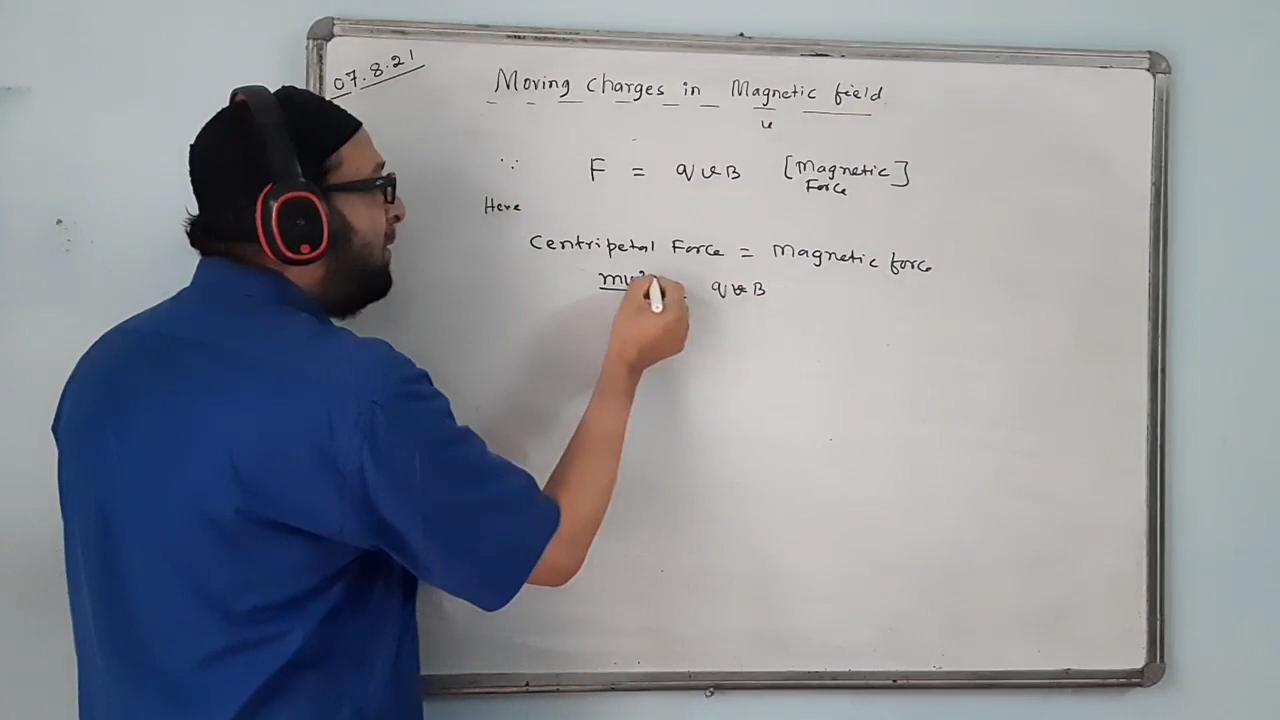 07.8.21
Moving charges in Magnetic field
∵ F = qvB [Magnetic Force]
Here
Centripetal Force = Magnetic force
mv² qvB